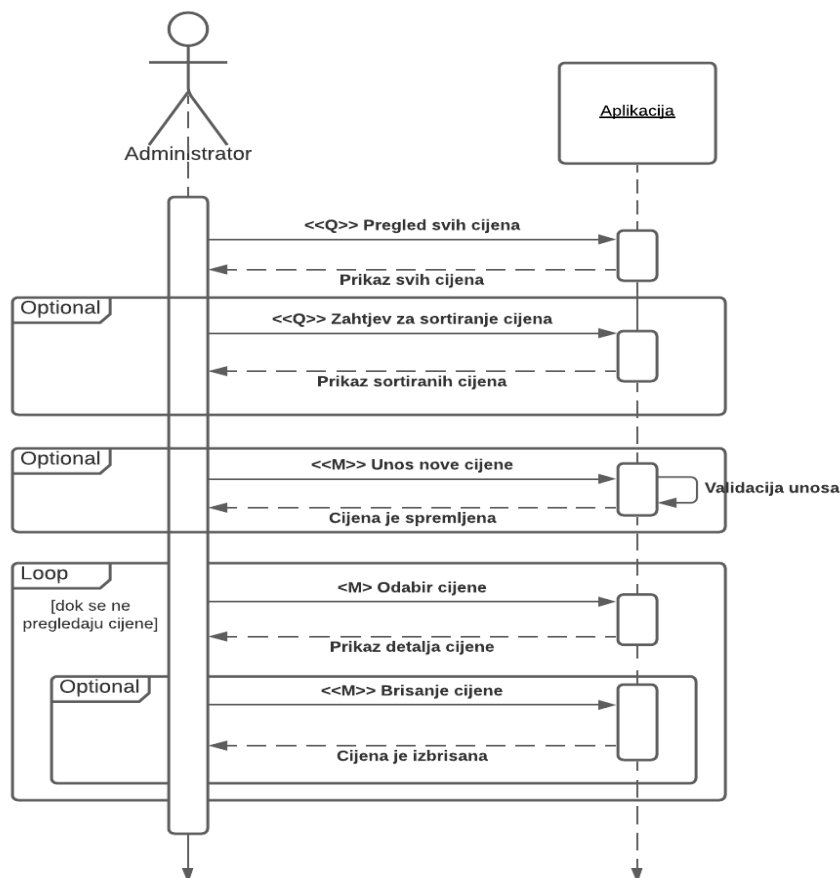 Aplikacija
Administrator
<<Q>> Pregled svih cijena
Prikaz svih cijena
Optional
<<Q>> Zahtjev za sortiranje cijena
Prikaz sortiranih cijena
Optional
<<M>> Unos nove cijene
Validacija unosa
Cijena je spremljena
Loop
[dok se ne
pregledaju cijene]
<M> Odabir cijene
Prikaz detalja cijene
Optional
<<M>> Brisanje cijene
Cijena je izbrisana